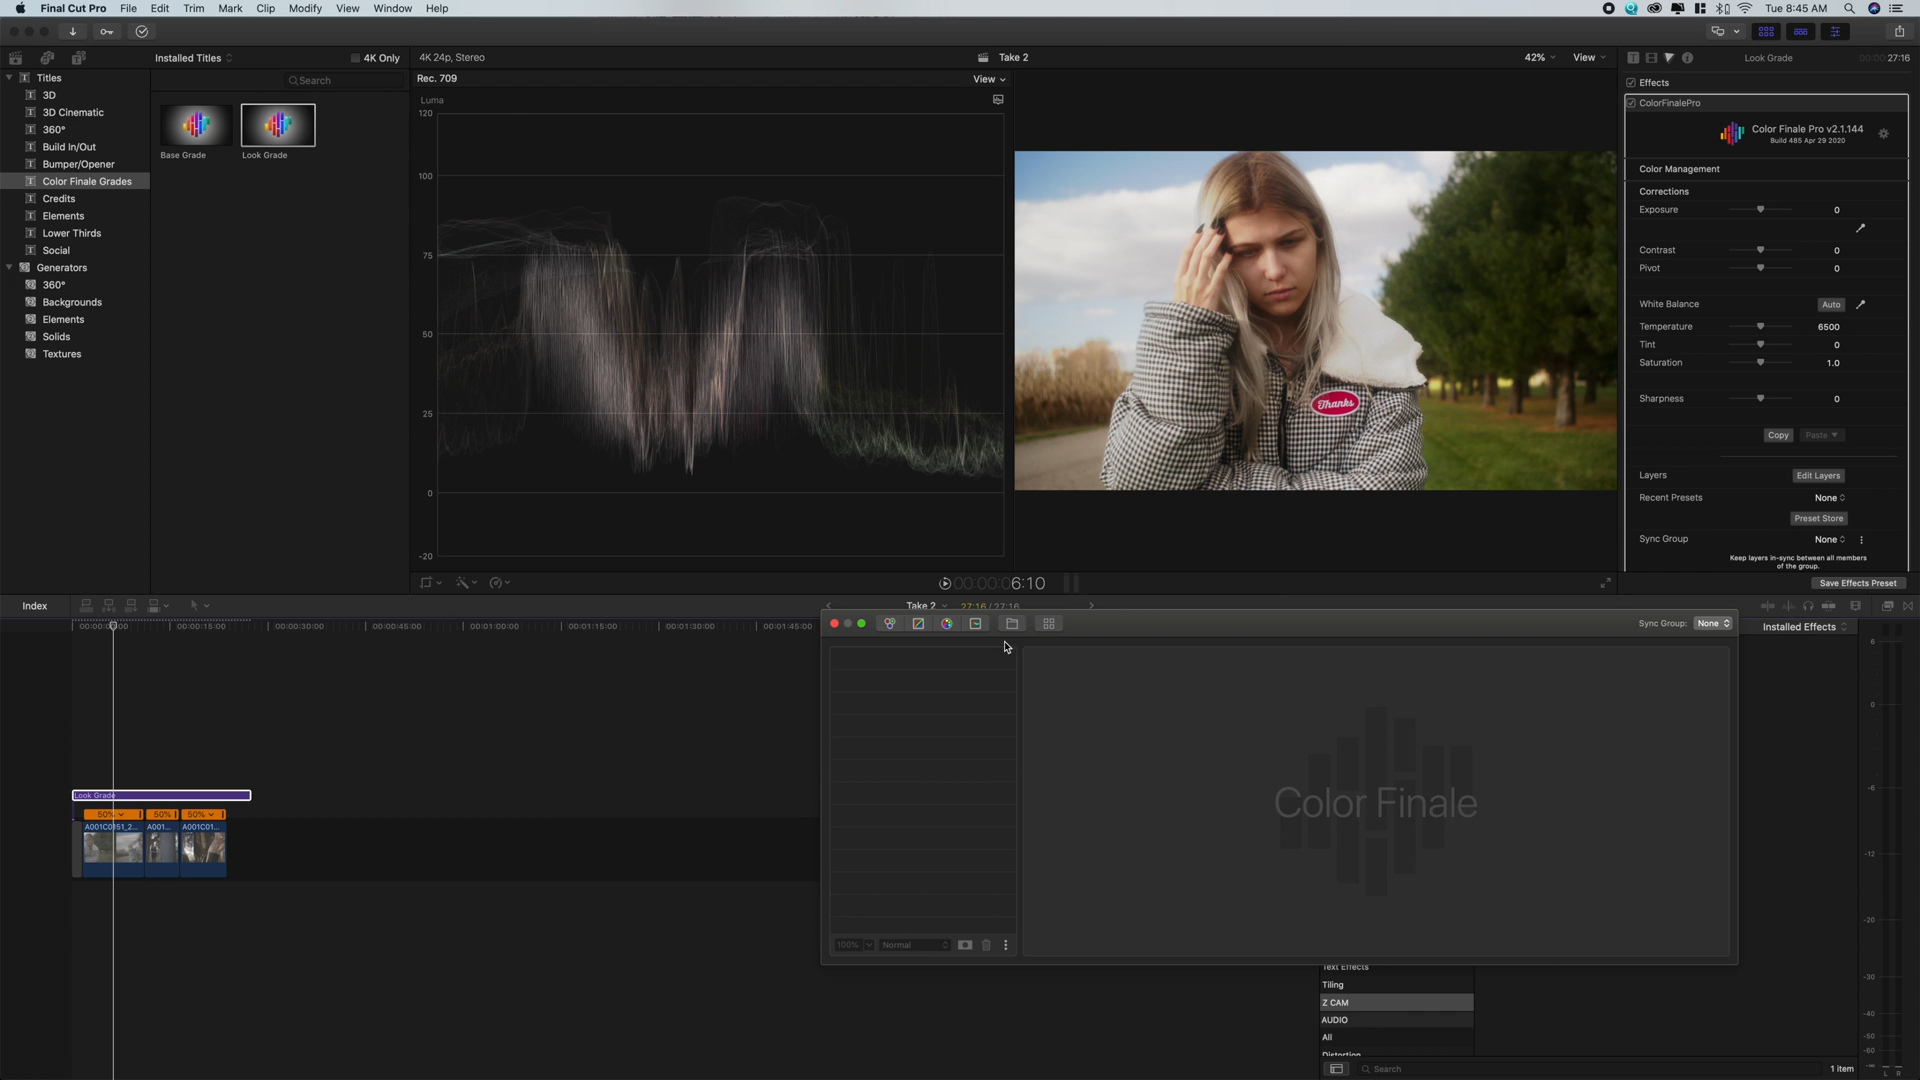 Final Cut Pro File Edit Trim Mark Clip Modify View Window Help
Tue 8:45 AM
Installed Titles
4K Only
4K 24p, Stereo
Take 2
42%
View
Look Grade
00:00:27:16
Titles
3D
3D Cinematic
360°
Build In/Out
Bumper/Opener
Color Finale Grades
Credits
Elements
Lower Thirds
Social
Generators
360°
Backgrounds
Elements
Solids
Textures
Search
Base Grade
Look Grade
Rec. 709
View
Luma
120
100
75
50
25
0
-20
Thanks
Effects
ColorFinalePro
Color Finale Pro v2.1.144
Build 485 Apr 29 2020
Color Management
Corrections
Exposure 0
Contrast 0
Pivot 0
White Balance Auto
Temperature 6500
Tint 0
Saturation 1.0
Sharpness 0
Copy Paste
Layers Edit Layers
Recent Presets None
Preset Store
Sync Group None
Keep layers in-sync between all members
of the group.
Save Effects Preset
00:00:06:10
Index
Take 2 27:16 / 27:16
00:00:15:00 00:00:30:00 00:00:45:00 00:01:00:00 00:01:15:00 00:01:30:00 00:01:45:00
Sync Group: None
Installed Effects
Color Finale
Look Grade
50% 50% 50%
A001C0151_2... A001... A001C01...
100% Normal
Text Effects
Tiling
Z CAM
AUDIO
All
Distortion
Search
1 item
6
0
-6
-12
-20
-30
-40
-50
-60
-∞
L R